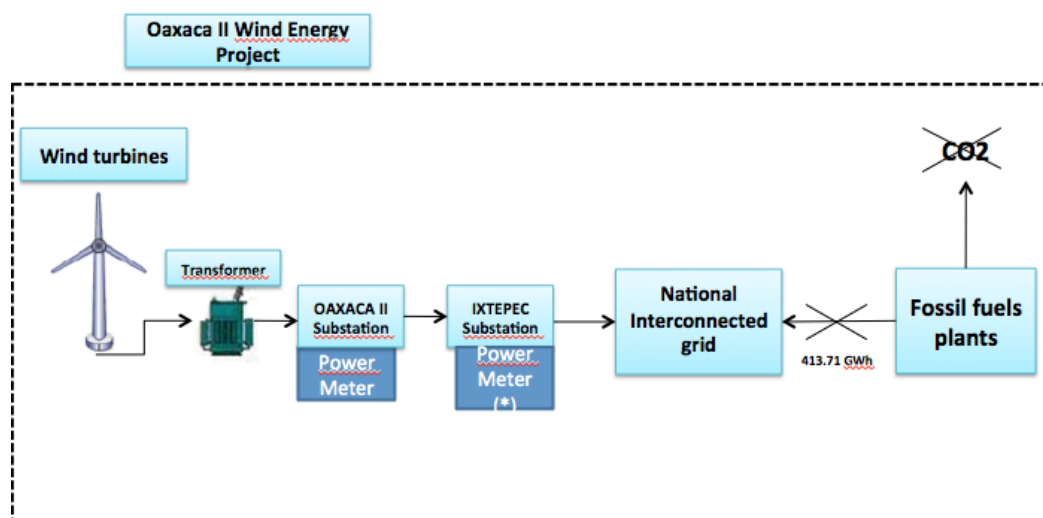 Oaxaca II Wind Energy
Project
Wind turbines
CO2
Transformer
OAXACA II
Substation
Power
Meter
IXTEPEC
Substation
Power
Meter
(*)
National
Interconnected
grid
413.71 GWh
Fossil fuels
plants